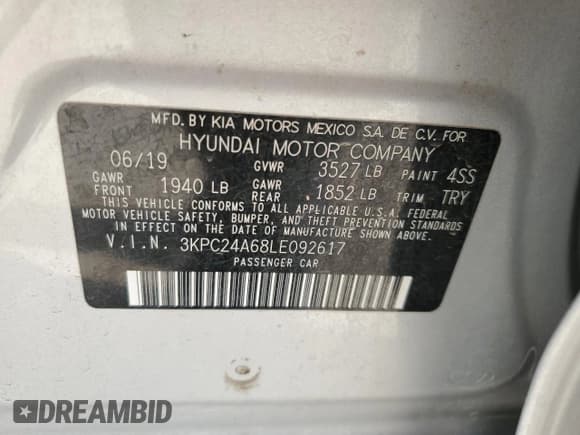 MFD. BY KIA MOTORS MEXICO S.A. DE C.V. FOR
HYUNDAI MOTOR COMPANY
06/19 GVWR 3527 LB PAINT 4SS
GAWR FRONT 1940 LB GAWR REAR 1852 LB TRIM TRY
THIS VEHICLE CONFORMS TO ALL APPLICABLE U.S.A. FEDERAL
MOTOR VEHICLE SAFETY, BUMPER, AND THEFT PREVENTION STANDARDS
IN EFFECT ON THE DATE OF MANUFACTURE SHOWN ABOVE.
V.I.N. 3KPC24A68LE092617
PASSENGER CAR
DREAMBID